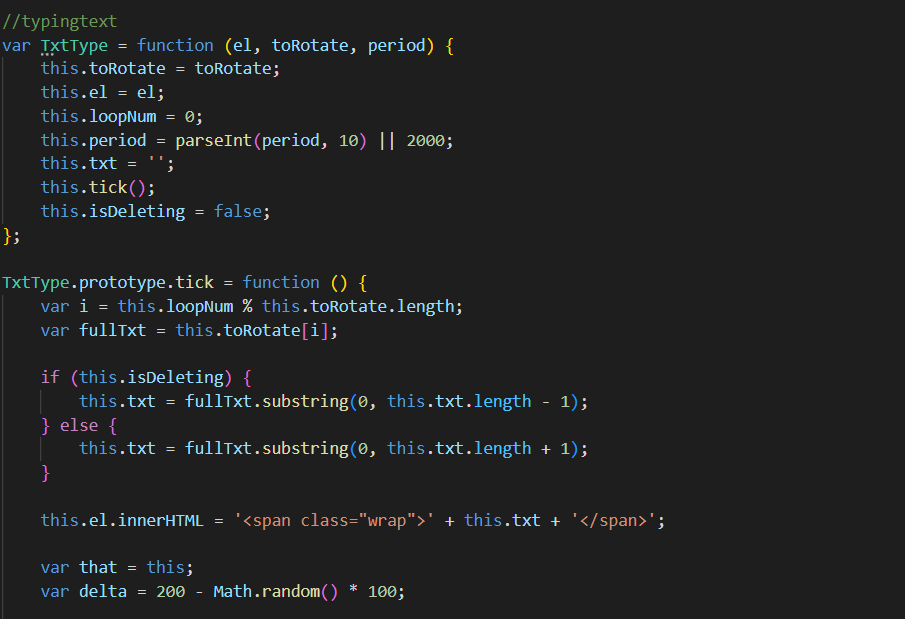 //typingtext
var TxtType = function (el, toRotate, period) {
    this.toRotate = toRotate;
    this.el = el;
    this.loopNum = 0;
    this.period = parseInt(period, 10) || 2000;
    this.txt = '';
    this.tick();
    this.isDeleting = false;
};

TxtType.prototype.tick = function () {
    var i = this.loopNum % this.toRotate.length;
    var fullTxt = this.toRotate[i];

    if (this.isDeleting) {
        this.txt = fullTxt.substring(0, this.txt.length - 1);
    } else {
        this.txt = fullTxt.substring(0, this.txt.length + 1);
    }

    this.el.innerHTML = '<span class="wrap">' + this.txt + '</span>';

    var that = this;
    var delta = 200 - Math.random() * 100;